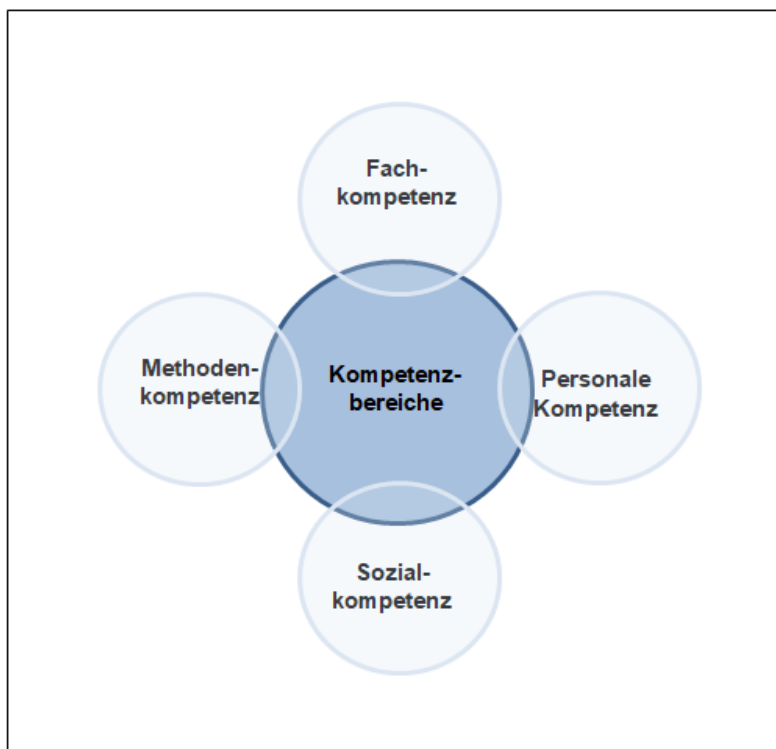 Fach-
kompetenz
Methoden-
kompetenz
Kompetenz-
bereiche
Personale
Kompetenz
Sozial-
kompetenz